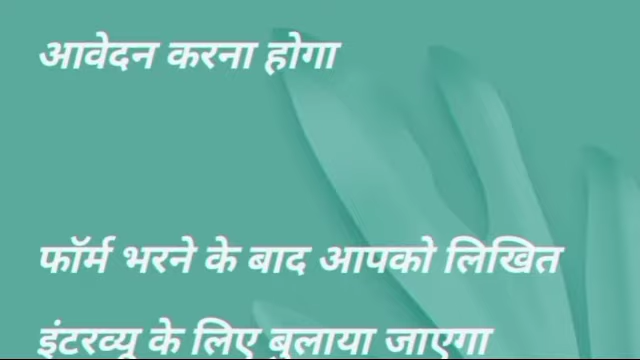 आवेदन करना होगा
फॉर्म भरने के बाद आपको लिखित
इंटरव्यू के लिए बुलाया जाएगा